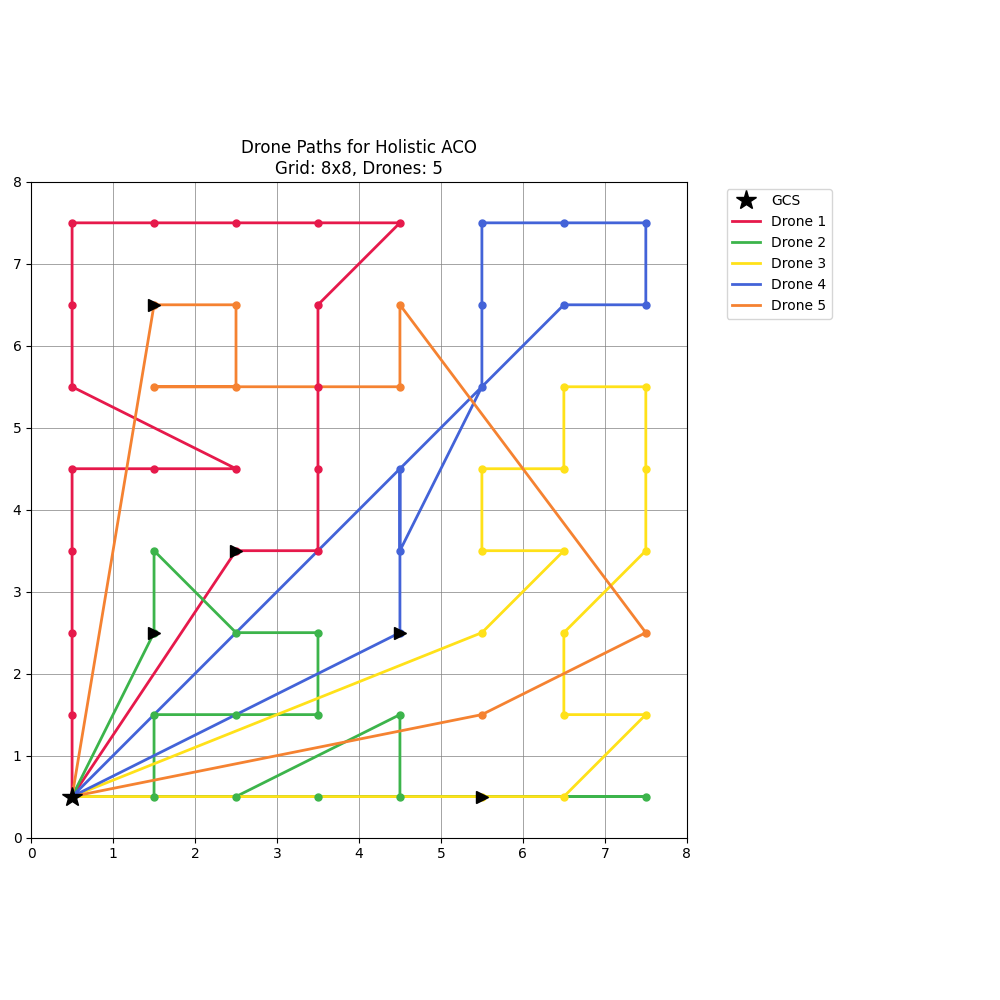 Drone Paths for Holistic ACO
Grid: 8x8, Drones: 5
GCS
Drone 1
Drone 2
Drone 3
Drone 4
Drone 5
8
7
6
5
4
3
2
1
0
0 1 2 3 4 5 6 7 8